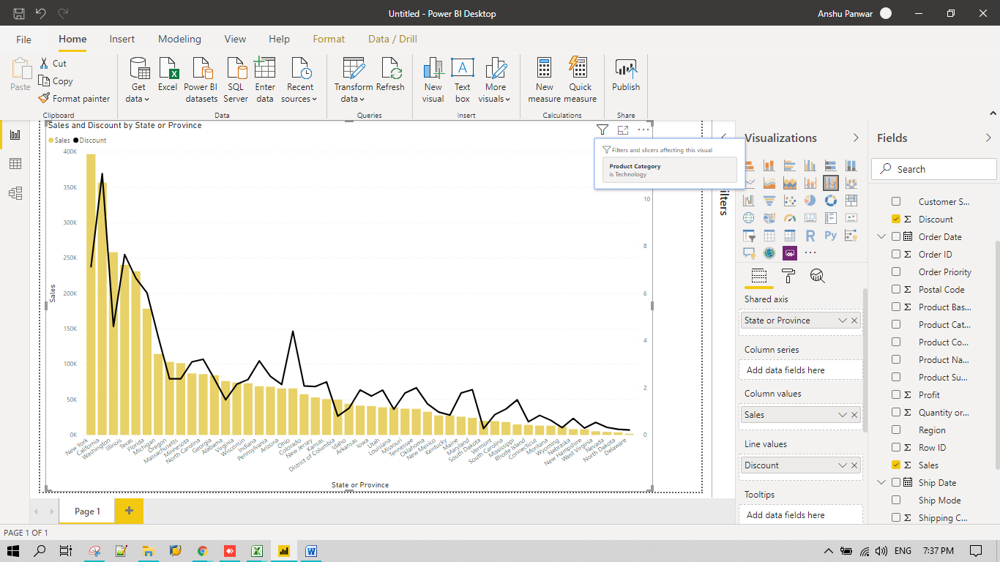 Untitled - Power BI Desktop
Anshu Panwar
File Home Insert Modeling View Help Format Data / Drill
Paste
Cut
Copy
Format painter
Clipboard
Get data
Excel
Power BI datasets
SQL Server
Enter data
Recent sources
Data
Transform data
Refresh
Queries
New visual
Text box
More visuals
Insert
New measure
Quick measure
Calculations
Publish
Share
Sales and Discount by State or Province
Sales Discount
Filters and slicers affecting this visual
Product Category
is Technology
Filters
400K
350K
300K
250K
200K
150K
100K
50K
0K
Sales
10
8
6
4
2
0
New York
California
Washington
Illinois
Texas
Florida
Michigan
Oregon
Massachusetts
Minnesota
North Carolina
Georgia
Alabama
Virginia
Wisconsin
Indiana
Pennsylvania
Arizona
Ohio
Colorado
New Jersey
Kansas
District of Columbia
Idaho
Arkansas
Iowa
Utah
Louisiana
Missouri
Tennessee
Oklahoma
New Mexico
Kentucky
Maine
Maryland
South Dakota
Vermont
South Carolina
Mississippi
Rhode Island
Connecticut
Montana
Wyoming
Nebraska
New Hampshire
West Virginia
Nevada
North Dakota
Delaware
State or Province
Visualizations
123
R
Py
Shared axis
State or Province
Column series
Add data fields here
Column values
Sales
Line values
Discount
Tooltips
Add data fields here
Fields
Search
Customer S...
Σ Discount
Order Date
Σ Order ID
Order Priority
Σ Postal Code
Σ Product Bas...
Product Cat...
Product Co...
Product Na...
Product Su...
Σ Profit
Σ Quantity or...
Region
Σ Row ID
Σ Sales
Ship Date
Ship Mode
Σ Shipping C...
Page 1
+
PAGE 1 OF 1
ENG
7:37 PM